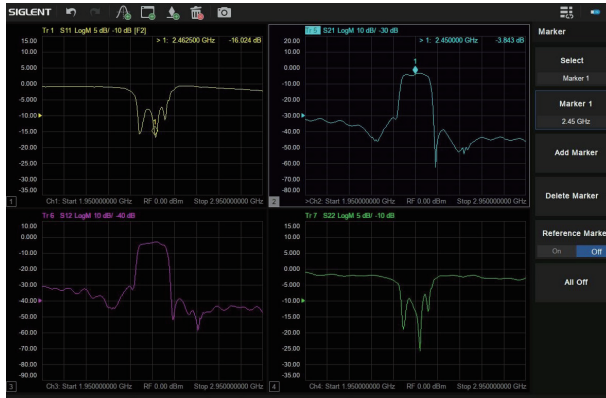 SIGLENT
Tr 1 S11 LogM 5 dB/ -10 dB [F2]
> 1: 2.462500 GHz -16.024 dB
15.00
10.00
5.000
0.000
-5.000
-10.00
-15.00
-20.00
-25.00
-30.00
-35.00
1 Ch1: Start 1.950000000 GHz RF 0.00 dBm Stop 2.950000000 GHz
Tr 5 S21 LogM 10 dB/ -30 dB
> 1: 2.450000 GHz -3.843 dB
1
20.00
10.00
0.000
-10.00
-20.00
-30.00
-40.00
-50.00
-60.00
-70.00
-80.00
2 >Ch2: Start 1.950000000 GHz RF 0.00 dBm Stop 2.950000000 GHz
Tr 6 S12 LogM 10 dB/ -40 dB
10.00
0.000
-10.00
-20.00
-30.00
-40.00
-50.00
-60.00
-70.00
-80.00
-90.00
3 Ch3: Start 1.950000000 GHz RF 0.00 dBm Stop 2.950000000 GHz
Tr 7 S22 LogM 5 dB/ -10 dB
15.00
10.00
5.000
0.000
-5.000
-10.00
-15.00
-20.00
-25.00
-30.00
-35.00
4 Ch4: Start 1.950000000 GHz RF 0.00 dBm Stop 2.950000000 GHz
Marker
Select
Marker 1
Marker 1
2.45 GHz
Add Marker
Delete Marker
Reference Marke
On Off
All Off